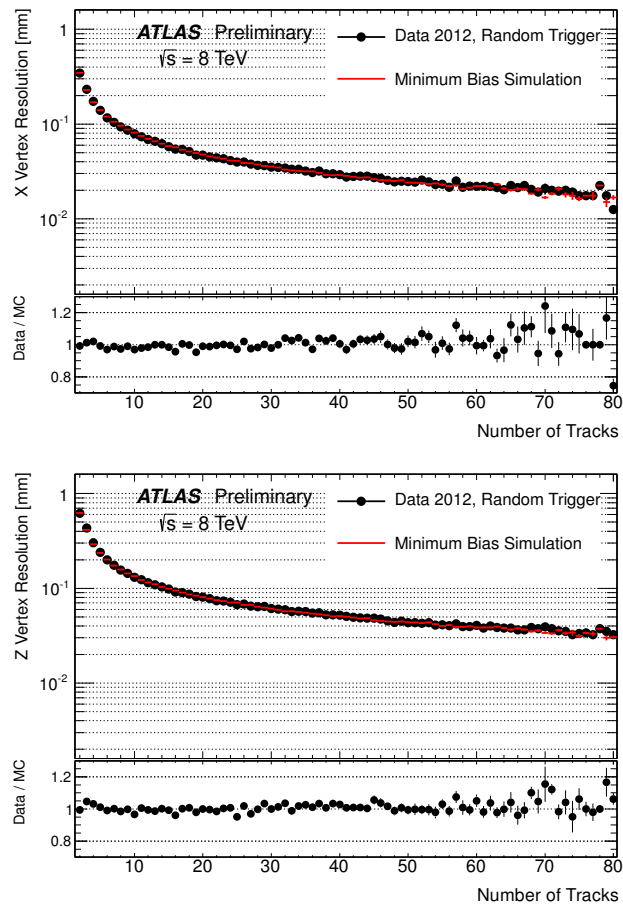 X Vertex Resolution [mm]
1
10⁻¹
10⁻²
ATLAS Preliminary
√s = 8 TeV
Data 2012, Random Trigger
Minimum Bias Simulation
Data / MC
1.2
1
0.8
10 20 30 40 50 60 70 80
Number of Tracks
Z Vertex Resolution [mm]
1
10⁻¹
10⁻²
ATLAS Preliminary
√s = 8 TeV
Data 2012, Random Trigger
Minimum Bias Simulation
Data / MC
1.2
1
0.8
10 20 30 40 50 60 70 80
Number of Tracks